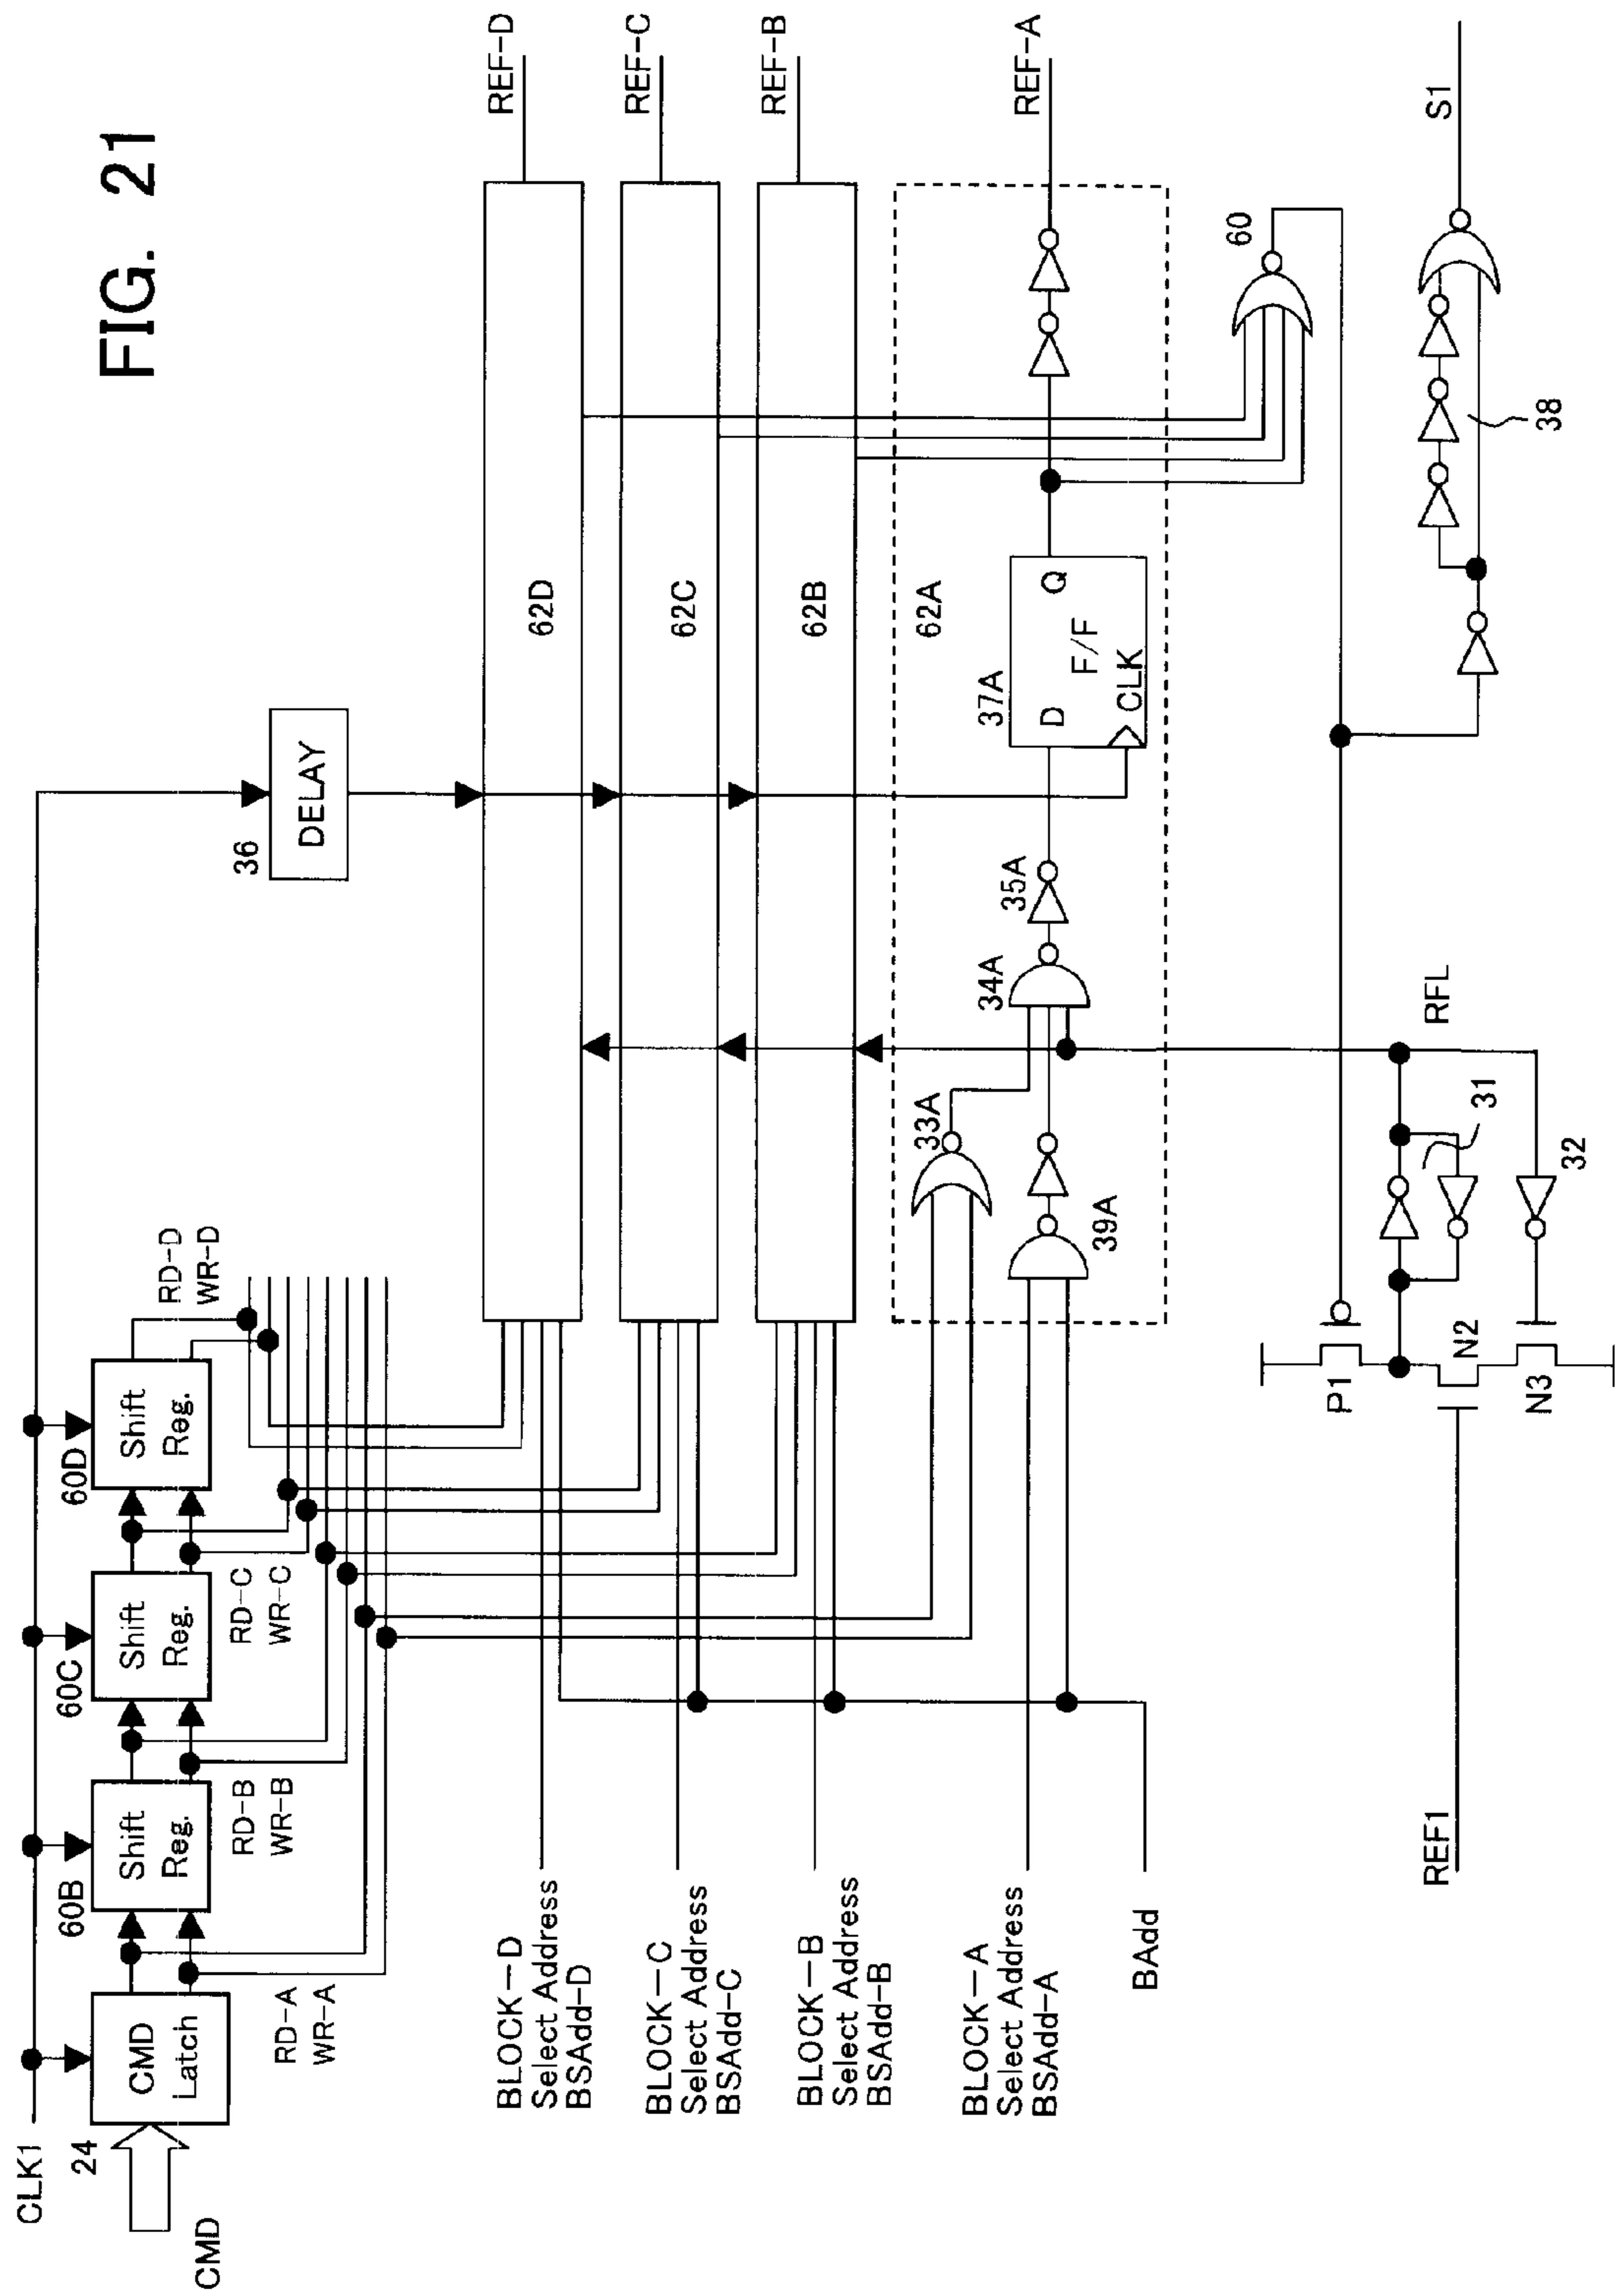 FIG. 21
CLK1
CMD
24
CMD
Latch
RD-A
WR-A
60B
Shift
Reg.
RD-B
WR-B
60C
Shift
Reg.
RD-C
WR-C
60D
Shift
Reg.
RD-D
WR-D
36
DELAY
BLOCK-D
Select Address
BSAdd-D
62D
REF-D
BLOCK-C
Select Address
BSAdd-C
62C
REF-C
BLOCK-B
Select Address
BSAdd-B
62B
REF-B
BLOCK-A
Select Address
BSAdd-A
BAdd
62A
33A
39A
34A
35A
37A
D
Q
F/F
CLK
REF-A
60
REF1
P1
N2
N3
31
32
RFL
38
S1